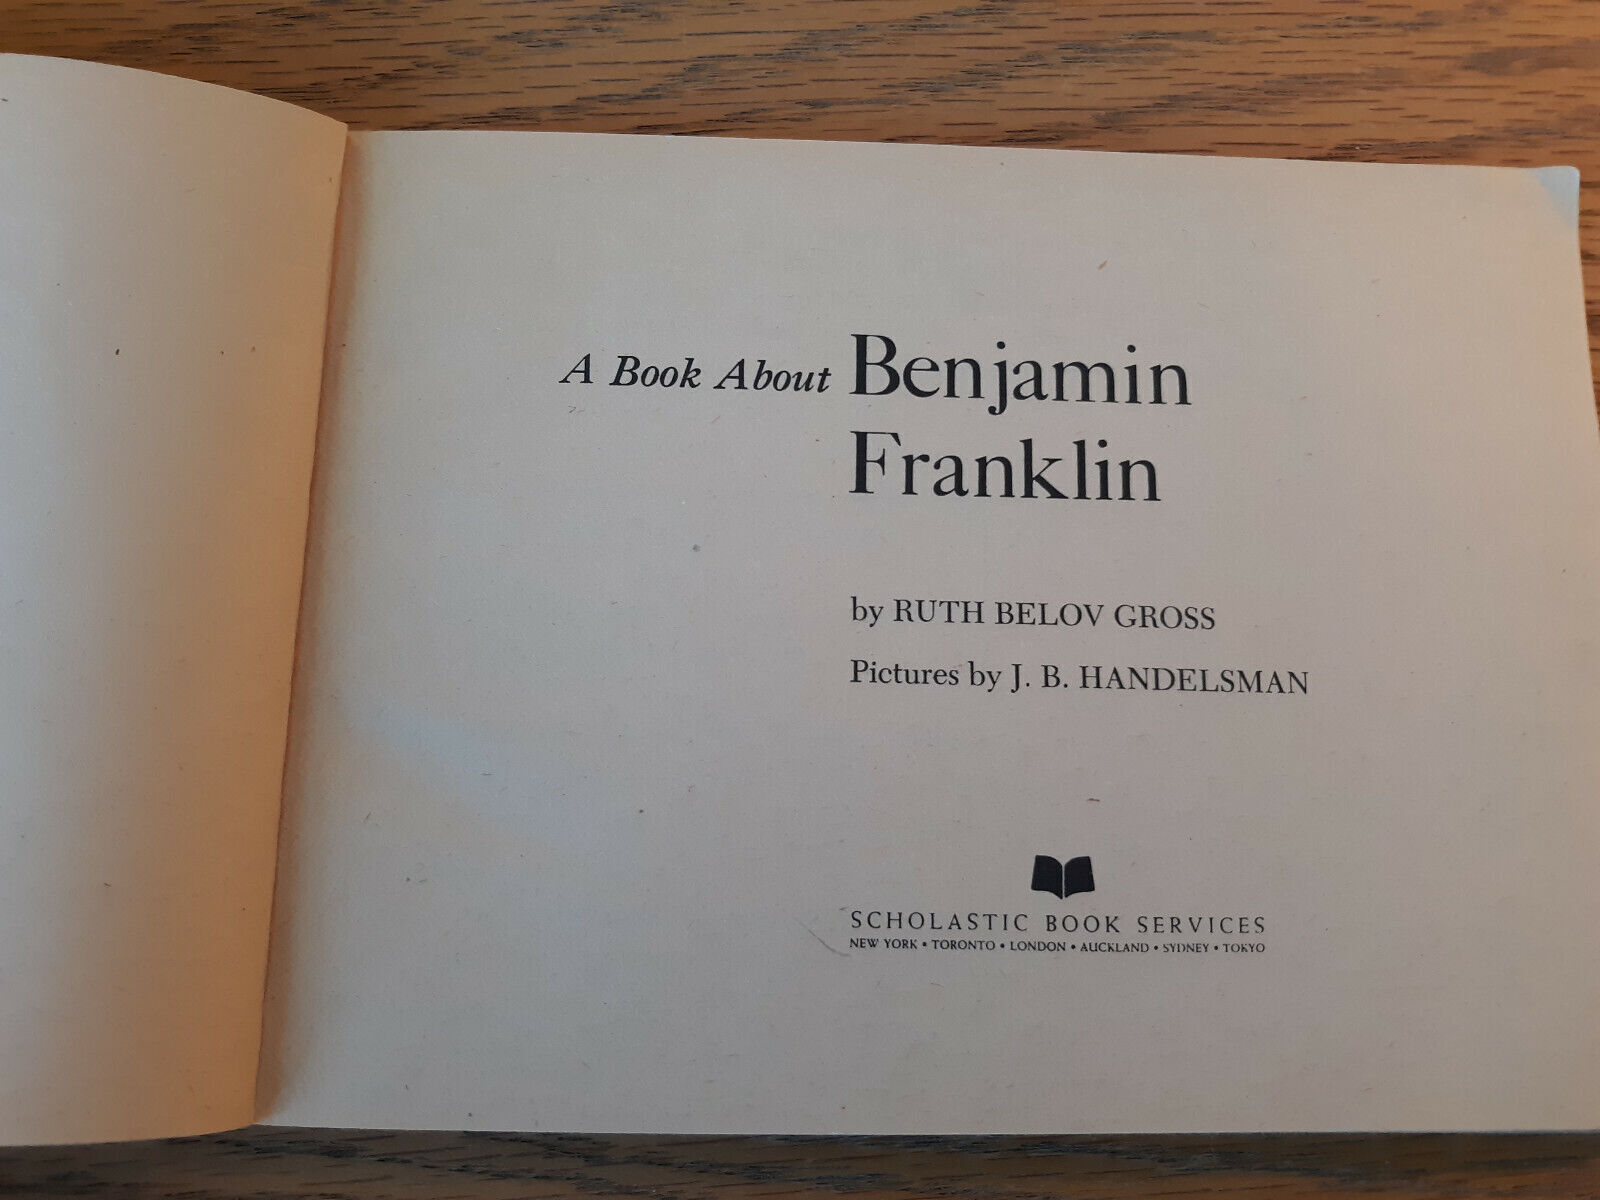 A Book About Benjamin
Franklin
by RUTH BELOV GROSS
Pictures by J. B. HANDELSMAN
SCHOLASTIC BOOK SERVICES
NEW YORK • TORONTO • LONDON • AUCKLAND • SYDNEY • TOKYO